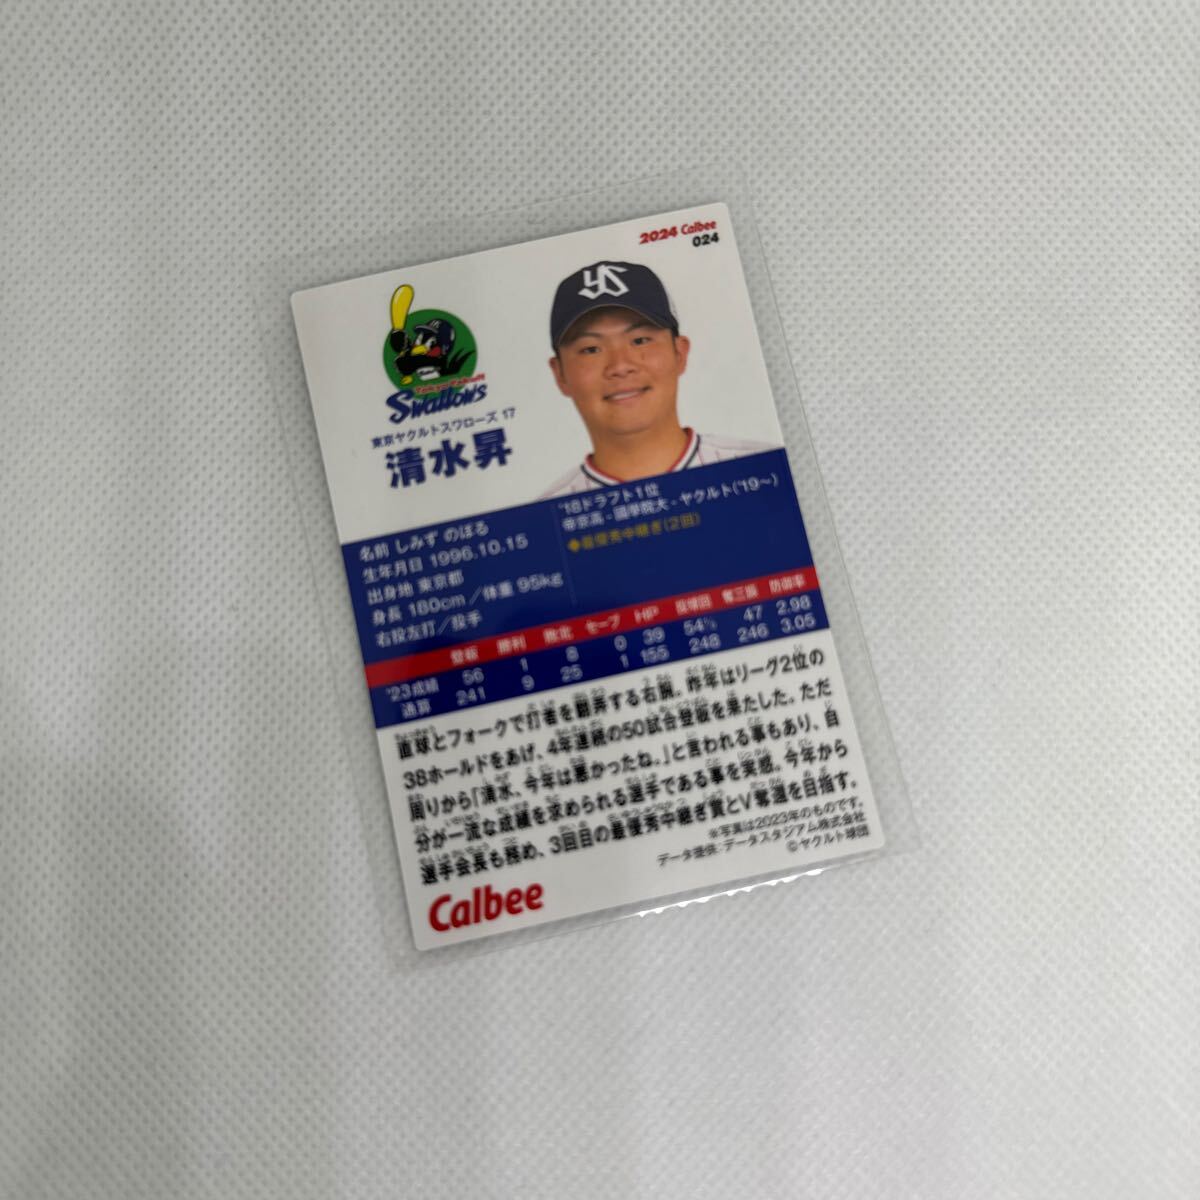 2024 Calbee
024
YS
Tokyo Yakult
Swallows
東京ヤクルトスワローズ 17
清水昇
名前 しみず のぼる
生年月日 1996.10.15
出身地 東京都
身長 180cm／体重 95kg
右投左打／投手
'18ドラフト1位
帝京高-國學院大-ヤクルト('19〜)
◆最優秀中継ぎ(2回)
登板 勝利 敗北 セーブ HP 投球回 奪三振 防御率
'23成績 56 1 8 0 39 54⅓ 47 2.98
通算 241 9 25 1 155 248 246 3.05
直球とフォークで打者を翻弄する右腕。昨年はリーグ2位の
38ホールドをあげ、4年連続の50試合登板を果たした。ただ
周りから「清水、今年は悪かったね。」と言われる事もあり、自
分が一流な成績を求められる選手である事を実感。今年から
選手会長も務め、3回目の最優秀中継ぎ賞とV奪還を目指す。
※写真は2023年のものです。
データ提供:データスタジアム株式会社
©ヤクルト球団
Calbee